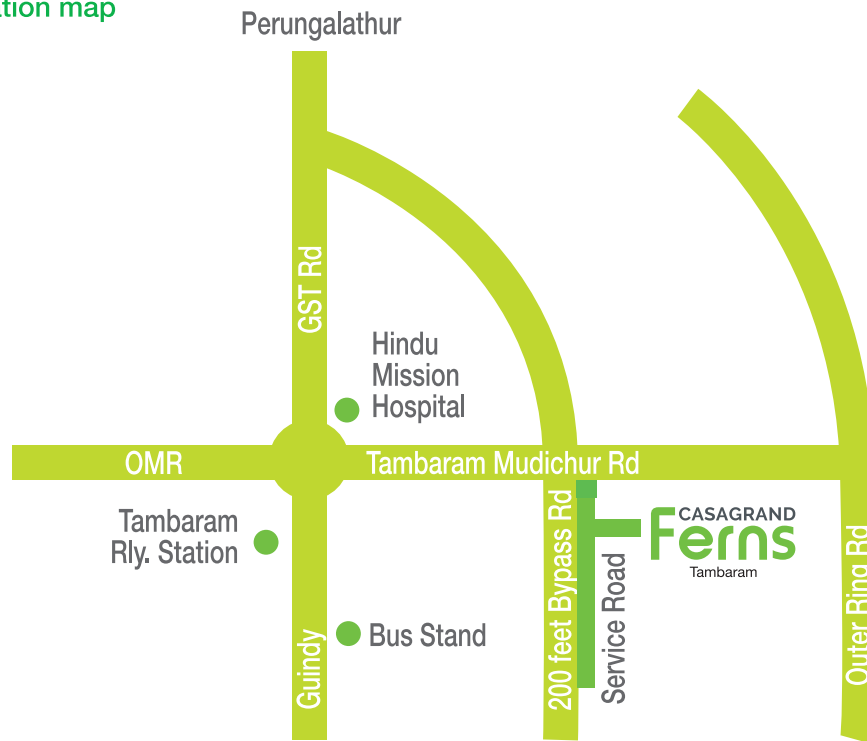 ation map
Perungalathur
GST Rd
Hindu
Mission
Hospital
OMR
Tambaram Mudichur Rd
Tambaram
Rly. Station
CASAGRAND
Ferns
Tambaram
200 feet Bypass Rd
Service Road
Outer Ring Rd
Guindy
Bus Stand